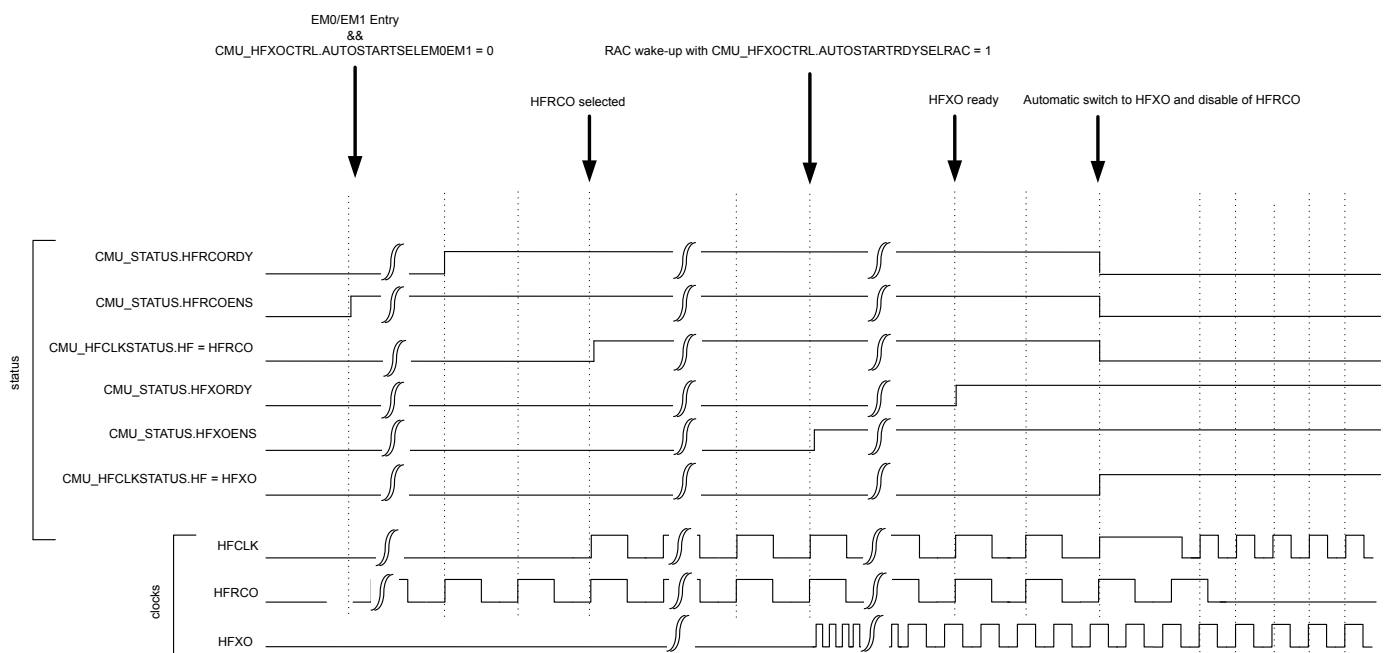 EM0/EM1 Entry
&&
CMU_HFXOCTRL.AUTOSTARTSELEM0EM1 = 0
RAC wake-up with CMU_HFXOCTRL.AUTOSTARTRDYSELRAC = 1
HFRCO selected
HFXO ready
Automatic switch to HFXO and disable of HFRCO
status
CMU_STATUS.HFRCORDY
CMU_STATUS.HFRCOENS
CMU_HFCLKSTATUS.HF = HFRCO
CMU_STATUS.HFXORDY
CMU_STATUS.HFXOENS
CMU_HFCLKSTATUS.HF = HFXO
clocks
HFCLK
HFRCO
HFXO